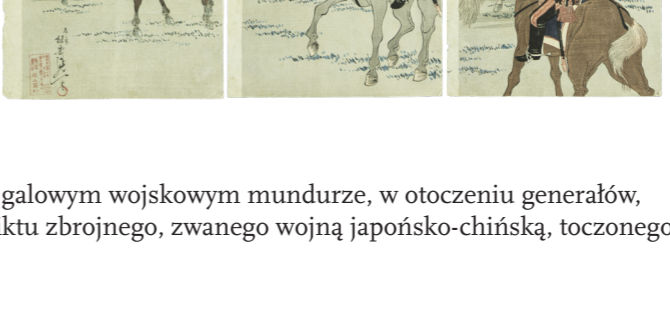 galowym wojskowym mundurze, w otoczeniu generałów,
ktu zbrojnego, zwanego wojną japońsko-chińską, toczonego